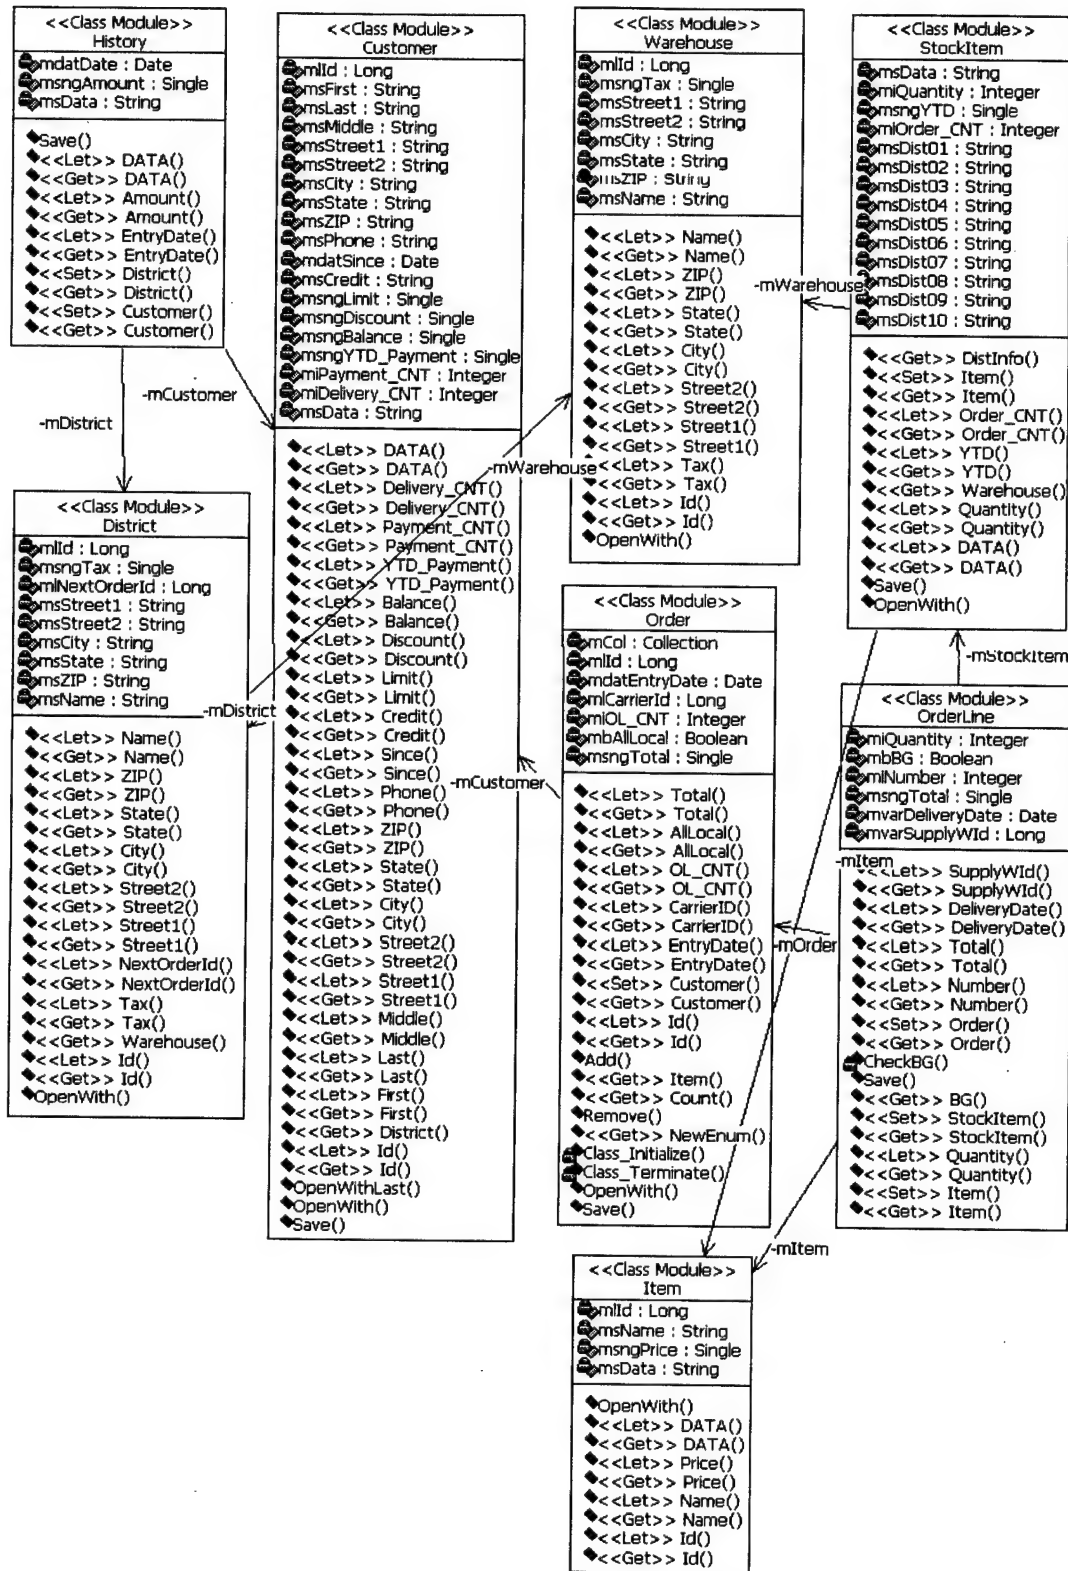 <<Class Module>>
History
mdatDate : Date
msngAmount : Single
msData : String
Save()
<<Let>> DATA()
<<Get>> DATA()
<<Let>> Amount()
<<Get>> Amount()
<<Let>> EntryDate()
<<Get>> EntryDate()
<<Set>> District()
<<Get>> District()
<<Set>> Customer()
<<Get>> Customer()
-mCustomer
-mDistrict
<<Class Module>>
District
mlId : Long
msngTax : Single
mlNextOrderId : Long
msStreet1 : String
msStreet2 : String
msCity : String
msState : String
msZIP : String
msName : String
<<Let>> Name()
<<Get>> Name()
<<Let>> ZIP()
<<Get>> ZIP()
<<Let>> State()
<<Get>> State()
<<Let>> City()
<<Get>> City()
<<Let>> Street2()
<<Get>> Street2()
<<Let>> Street1()
<<Get>> Street1()
<<Let>> NextOrderId()
<<Get>> NextOrderId()
<<Let>> Tax()
<<Get>> Tax()
<<Get>> Warehouse()
<<Let>> Id()
<<Get>> Id()
OpenWith()
-mDistrict
<<Class Module>>
Customer
mlId : Long
msFirst : String
msLast : String
msMiddle : String
msStreet1 : String
msStreet2 : String
msCity : String
msState : String
msZIP : String
msPhone : String
mdatSince : Date
msCredit : String
msngLimit : Single
msngDiscount : Single
msngBalance : Single
msngYTD_Payment : Single
miPayment_CNT : Integer
miDelivery_CNT : Integer
msData : String
<<Let>> DATA()
<<Get>> DATA()
<<Let>> Delivery_CNT()
<<Get>> Delivery_CNT()
<<Let>> Payment_CNT()
<<Get>> Payment_CNT()
<<Let>> YTD_Payment()
<<Get>> YTD_Payment()
<<Let>> Balance()
<<Get>> Balance()
<<Let>> Discount()
<<Get>> Discount()
<<Let>> Limit()
<<Get>> Limit()
<<Let>> Credit()
<<Get>> Credit()
<<Let>> Since()
<<Get>> Since()
<<Let>> Phone()
<<Get>> Phone()
<<Let>> ZIP()
<<Get>> ZIP()
<<Let>> State()
<<Get>> State()
<<Let>> City()
<<Get>> City()
<<Let>> Street2()
<<Get>> Street2()
<<Let>> Street1()
<<Get>> Street1()
<<Let>> Middle()
<<Get>> Middle()
<<Let>> Last()
<<Get>> Last()
<<Let>> First()
<<Get>> First()
<<Get>> District()
<<Let>> Id()
<<Get>> Id()
OpenWithLast()
OpenWith()
Save()
-mWarehouse
-mCustomer
<<Class Module>>
Warehouse
mlId : Long
msngTax : Single
msStreet1 : String
msStreet2 : String
msCity : String
msState : String
msZIP : String
msName : String
<<Let>> Name()
<<Get>> Name()
<<Let>> ZIP()
<<Get>> ZIP()
<<Let>> State()
<<Get>> State()
<<Let>> City()
<<Get>> City()
<<Let>> Street2()
<<Get>> Street2()
<<Let>> Street1()
<<Get>> Street1()
<<Let>> Tax()
<<Get>> Tax()
<<Let>> Id()
<<Get>> Id()
OpenWith()
-mWarehouse
<<Class Module>>
Order
mCol : Collection
mlId : Long
mdatEntryDate : Date
mlCarrierId : Long
miOL_CNT : Integer
mbAllLocal : Boolean
msngTotal : Single
<<Let>> Total()
<<Get>> Total()
<<Let>> AllLocal()
<<Get>> AllLocal()
<<Let>> OL_CNT()
<<Get>> OL_CNT()
<<Let>> CarrierID()
<<Get>> CarrierID()
<<Let>> EntryDate()
<<Get>> EntryDate()
<<Set>> Customer()
<<Get>> Customer()
<<Let>> Id()
<<Get>> Id()
Add()
<<Get>> Item()
<<Get>> Count()
Remove()
<<Get>> NewEnum()
Class_Initialize()
Class_Terminate()
OpenWith()
Save()
-mOrder
<<Class Module>>
StockItem
msData : String
miQuantity : Integer
msngYTD : Single
miOrder_CNT : Integer
msDist01 : String
msDist02 : String
msDist03 : String
msDist04 : String
msDist05 : String
msDist06 : String
msDist07 : String
msDist08 : String
msDist09 : String
msDist10 : String
<<Get>> DistInfo()
<<Set>> Item()
<<Get>> Item()
<<Let>> Order_CNT()
<<Get>> Order_CNT()
<<Let>> YTD()
<<Get>> YTD()
<<Get>> Warehouse()
<<Let>> Quantity()
<<Get>> Quantity()
<<Let>> DATA()
<<Get>> DATA()
Save()
OpenWith()
-mStockItem
<<Class Module>>
OrderLine
miQuantity : Integer
mbBG : Boolean
miNumber : Integer
msngTotal : Single
mvarDeliveryDate : Date
mvarSupplyWId : Long
-mItem
<<Let>> SupplyWId()
<<Get>> SupplyWId()
<<Let>> DeliveryDate()
<<Get>> DeliveryDate()
<<Let>> Total()
<<Get>> Total()
<<Let>> Number()
<<Get>> Number()
<<Set>> Order()
<<Get>> Order()
CheckBG()
Save()
<<Get>> BG()
<<Set>> StockItem()
<<Get>> StockItem()
<<Let>> Quantity()
<<Get>> Quantity()
<<Set>> Item()
<<Get>> Item()
-mItem
<<Class Module>>
Item
mlId : Long
msName : String
msngPrice : Single
msData : String
OpenWith()
<<Let>> DATA()
<<Get>> DATA()
<<Let>> Price()
<<Get>> Price()
<<Let>> Name()
<<Get>> Name()
<<Let>> Id()
<<Get>> Id()